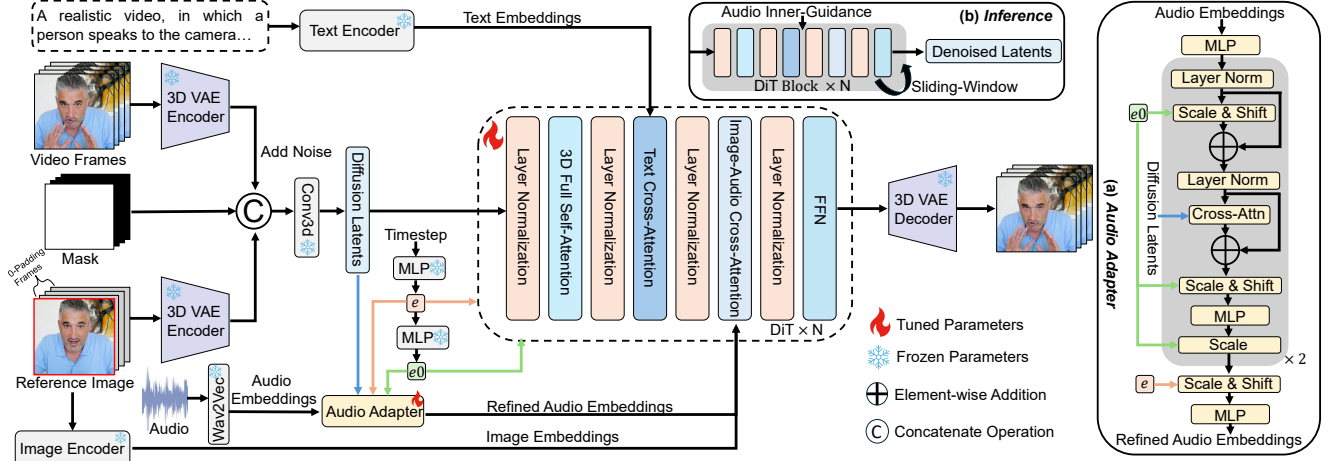 A realistic video, in which a
person speaks to the camera…
Text Encoder
Text Embeddings
Video Frames
3D VAE
Encoder
Add Noise
Mask
C
Conv3d
Diffusion Latents
0-Padding
Frames
Reference Image
3D VAE
Encoder
Timestep
MLP
e
MLP
e0
Audio
Wav2Vec
Audio
Embeddings
Audio Adapter
Refined Audio Embeddings
Image Encoder
Image Embeddings
Layer Normalization
3D Full Self-Attention
Layer Normalization
Text Cross-Attention
Layer Normalization
Image-Audio Cross-Attention
Layer Normalization
FFN
DiT × N
3D VAE
Decoder
Audio Inner-Guidance
(b) Inference
DiT Block × N
Denoised Latents
Sliding-Window
Tuned Parameters
Frozen Parameters
Element-wise Addition
C
Concatenate Operation
(a) Audio Adapter
Audio Embeddings
MLP
Layer Norm
e0
Scale & Shift
Layer Norm
Diffusion Latents
Cross-Attn
Scale & Shift
MLP
Scale
× 2
e
Scale & Shift
MLP
Refined Audio Embeddings